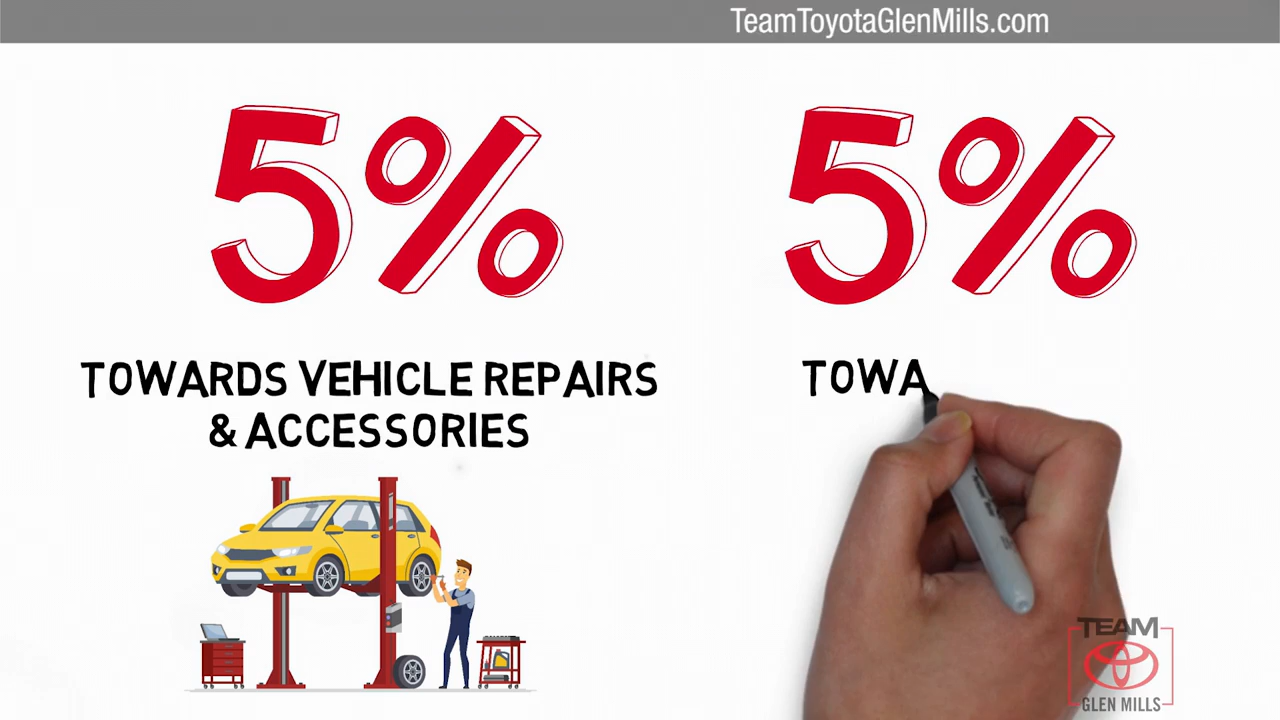 TeamToyotaGlenMills.com
5%
5%
TOWARDS VEHICLE REPAIRS
& ACCESSORIES
TOWA
TEAM
GLEN MILLS